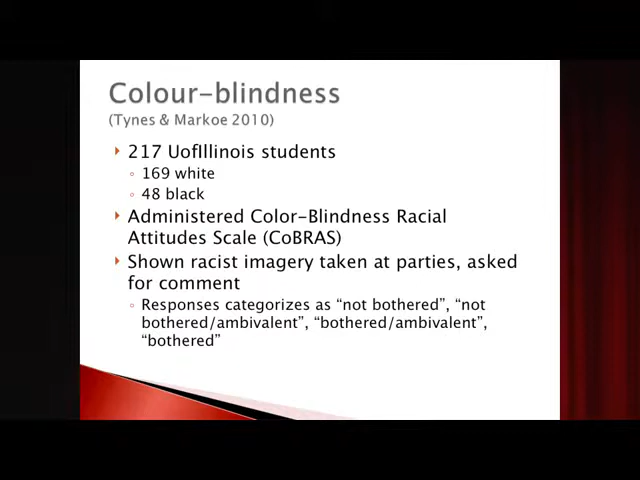 Colour-blindness
(Tynes & Markoe 2010)
217 UofIllinois students
169 white
48 black
Administered Color-Blindness Racial
Attitudes Scale (CoBRAS)
Shown racist imagery taken at parties, asked
for comment
Responses categorizes as “not bothered”, “not
bothered/ambivalent”, “bothered/ambivalent”,
“bothered”